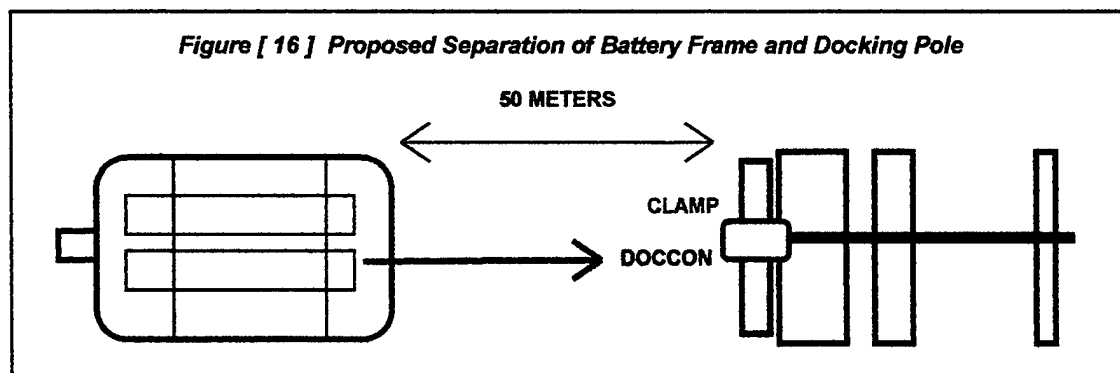 Figure [ 16 ] Proposed Separation of Battery Frame and Docking Pole
50 METERS
CLAMP
DOCCON